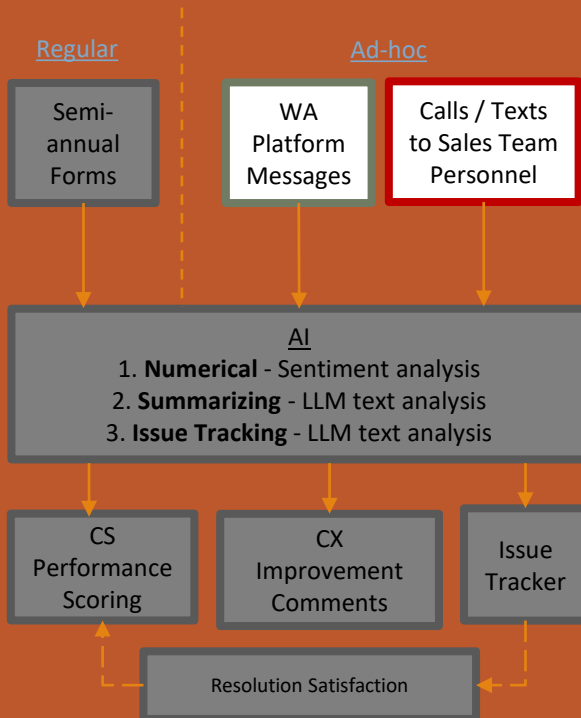 Regular
Ad-hoc
Semi-
annual
Forms
WA
Platform
Messages
Calls / Texts
to Sales Team
Personnel
AI
1. Numerical - Sentiment analysis
2. Summarizing - LLM text analysis
3. Issue Tracking - LLM text analysis
CS
Performance
Scoring
CX
Improvement
Comments
Issue
Tracker
Resolution Satisfaction